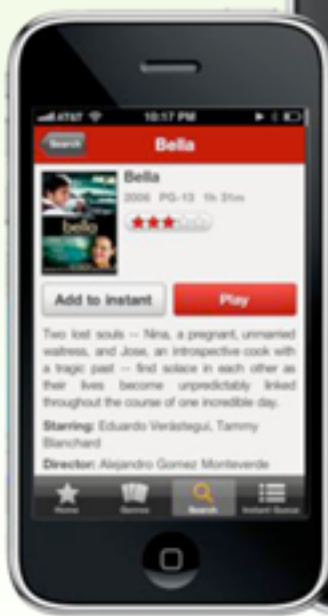 AT&T 10:17 PM
Search
Bella
Bella
2006 PG-13 1h 31m
bella
Add to instant
Play
Two lost souls -- Nina, a pregnant, unmarried
waitress, and Jose, an introspective cook with
a tragic past -- find solace in each other as
their lives become unpredictably linked
throughout the course of one incredible day.
Starring: Eduardo Verástegui, Tammy
Blanchard
Director: Alejandro Gomez Monteverde
Home Genres Search Instant Queue